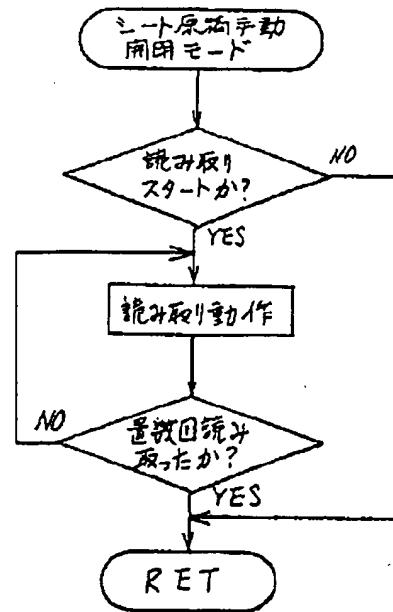 シート原稿手動
開閉モード
読み取り
スタートか?
NO
YES
読み取り動作
NO
置数回読み
取ったか?
YES
RET